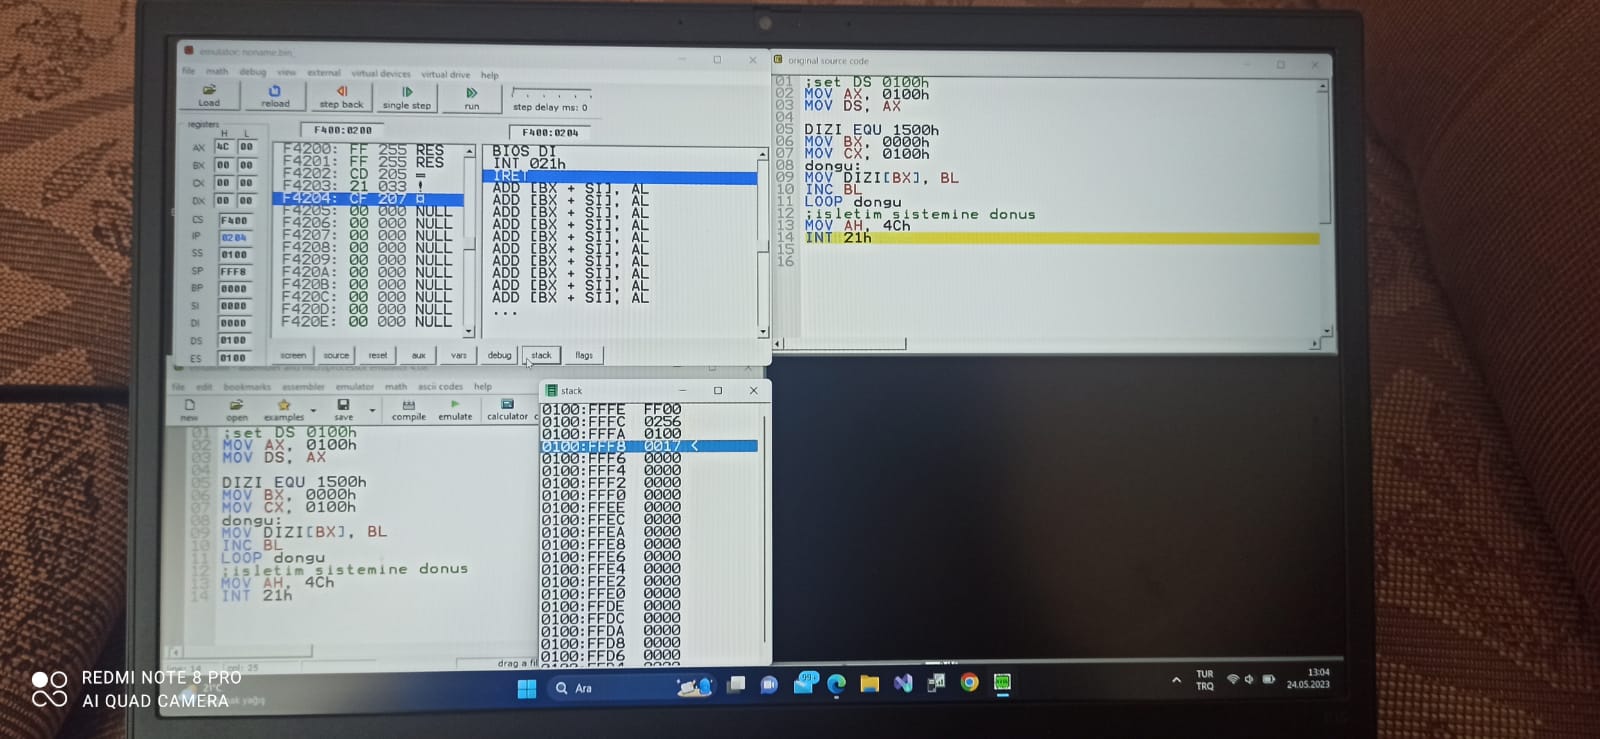 emulator: noname.bin_
file math debug view external virtual devices virtual drive help
Load reload step back single step run step delay ms: 0
registers
H L
F400:0200 F400:0204
AX 4C 00
BX 00 00
CX 00 00
DX 00 00
CS F400
IP 0204
SS 0100
SP FFF8
BP 0000
SI 0000
DI 0000
DS 0100
ES 0100
F4200: FF 255 RES
F4201: FF 255 RES
F4202: CD 205 =
F4203: 21 033 !
F4204: CF 207 ¤
F4205: 00 000 NULL
F4206: 00 000 NULL
F4207: 00 000 NULL
F4208: 00 000 NULL
F4209: 00 000 NULL
F420A: 00 000 NULL
F420B: 00 000 NULL
F420C: 00 000 NULL
F420D: 00 000 NULL
F420E: 00 000 NULL
BIOS DI
INT 021h
IRET
ADD [BX + SI], AL
ADD [BX + SI], AL
ADD [BX + SI], AL
ADD [BX + SI], AL
ADD [BX + SI], AL
ADD [BX + SI], AL
ADD [BX + SI], AL
ADD [BX + SI], AL
ADD [BX + SI], AL
ADD [BX + SI], AL
...
screen source reset aux vars debug stack flags
original source code
01 ;set DS 0100h
02 MOV AX, 0100h
03 MOV DS, AX
04
05 DIZI EQU 1500h
06 MOV BX, 0000h
07 MOV CX, 0100h
08 dongu:
09 MOV DIZI[BX], BL
10 INC BL
11 LOOP dongu
12 ;isletim sistemine donus
13 MOV AH, 4Ch
14 INT 21h
15
16
file edit bookmarks assembler emulator math ascii codes help
new open examples save compile emulate calculator
01 ;set DS 0100h
02 MOV AX, 0100h
03 MOV DS, AX
04
05 DIZI EQU 1500h
06 MOV BX, 0000h
07 MOV CX, 0100h
08 dongu:
09 MOV DIZI[BX], BL
10 INC BL
11 LOOP dongu
12 ;isletim sistemine donus
13 MOV AH, 4Ch
14 INT 21h
col: 25
drag a fil
stack
0100:FFFE FF00
0100:FFFC 0256
0100:FFFA 0100
0100:FFF8 0017 <
0100:FFF6 0000
0100:FFF4 0000
0100:FFF2 0000
0100:FFF0 0000
0100:FFEE 0000
0100:FFEC 0000
0100:FFEA 0000
0100:FFE8 0000
0100:FFE6 0000
0100:FFE4 0000
0100:FFE2 0000
0100:FFE0 0000
0100:FFDE 0000
0100:FFDC 0000
0100:FFDA 0000
0100:FFD8 0000
0100:FFD6 0000
21°C
Ara
99+
TUR
TRQ
13:04
24.05.2023
REDMI NOTE 8 PRO
AI QUAD CAMERA